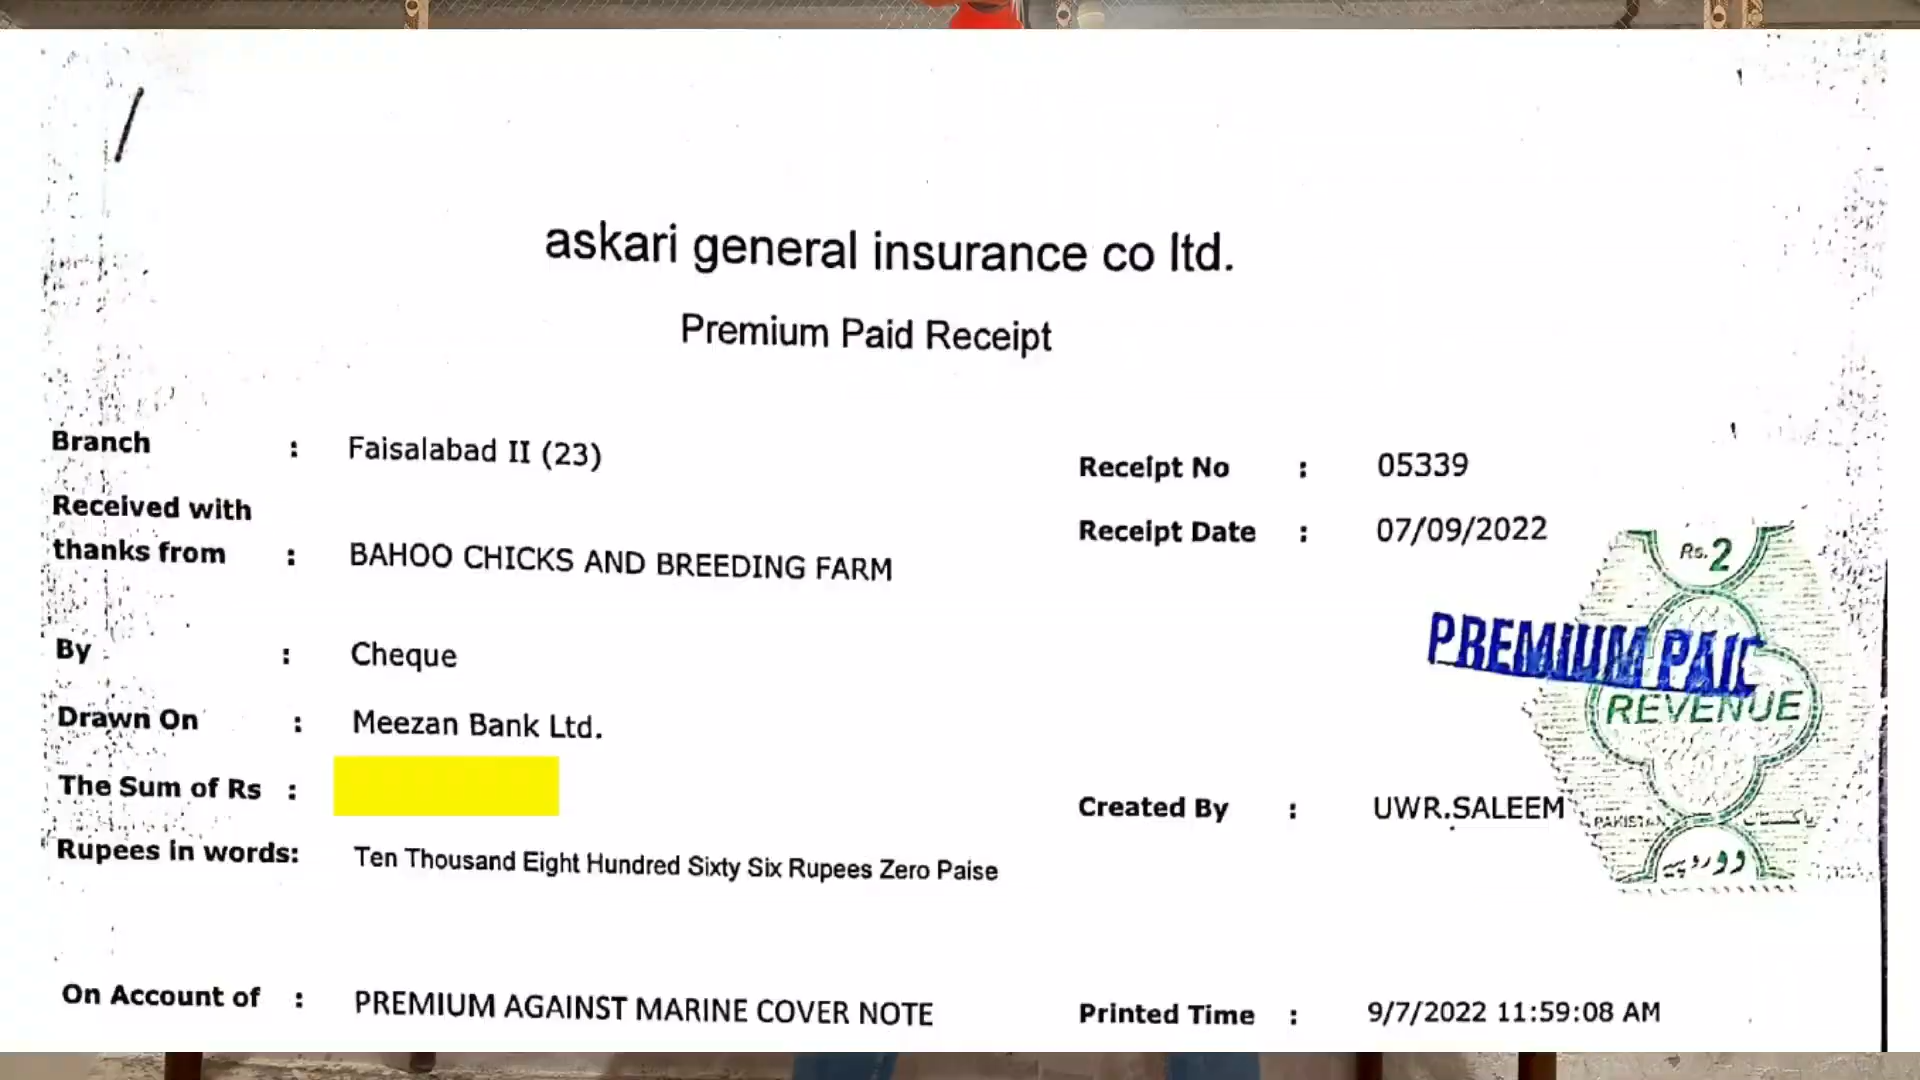 askari general insurance co ltd.
Premium Paid Receipt
Branch : Faisalabad II (23)
Receipt No : 05339
Received with
thanks from : BAHOO CHICKS AND BREEDING FARM
Receipt Date : 07/09/2022
Rs. 2
PREMIUM PAID
REVENUE
By : Cheque
Drawn On : Meezan Bank Ltd.
The Sum of Rs :
Created By : UWR.SALEEM
PAKISTAN پاکستان
دو روپیہ
Rupees in words: Ten Thousand Eight Hundred Sixty Six Rupees Zero Paise
On Account of : PREMIUM AGAINST MARINE COVER NOTE
Printed Time : 9/7/2022 11:59:08 AM